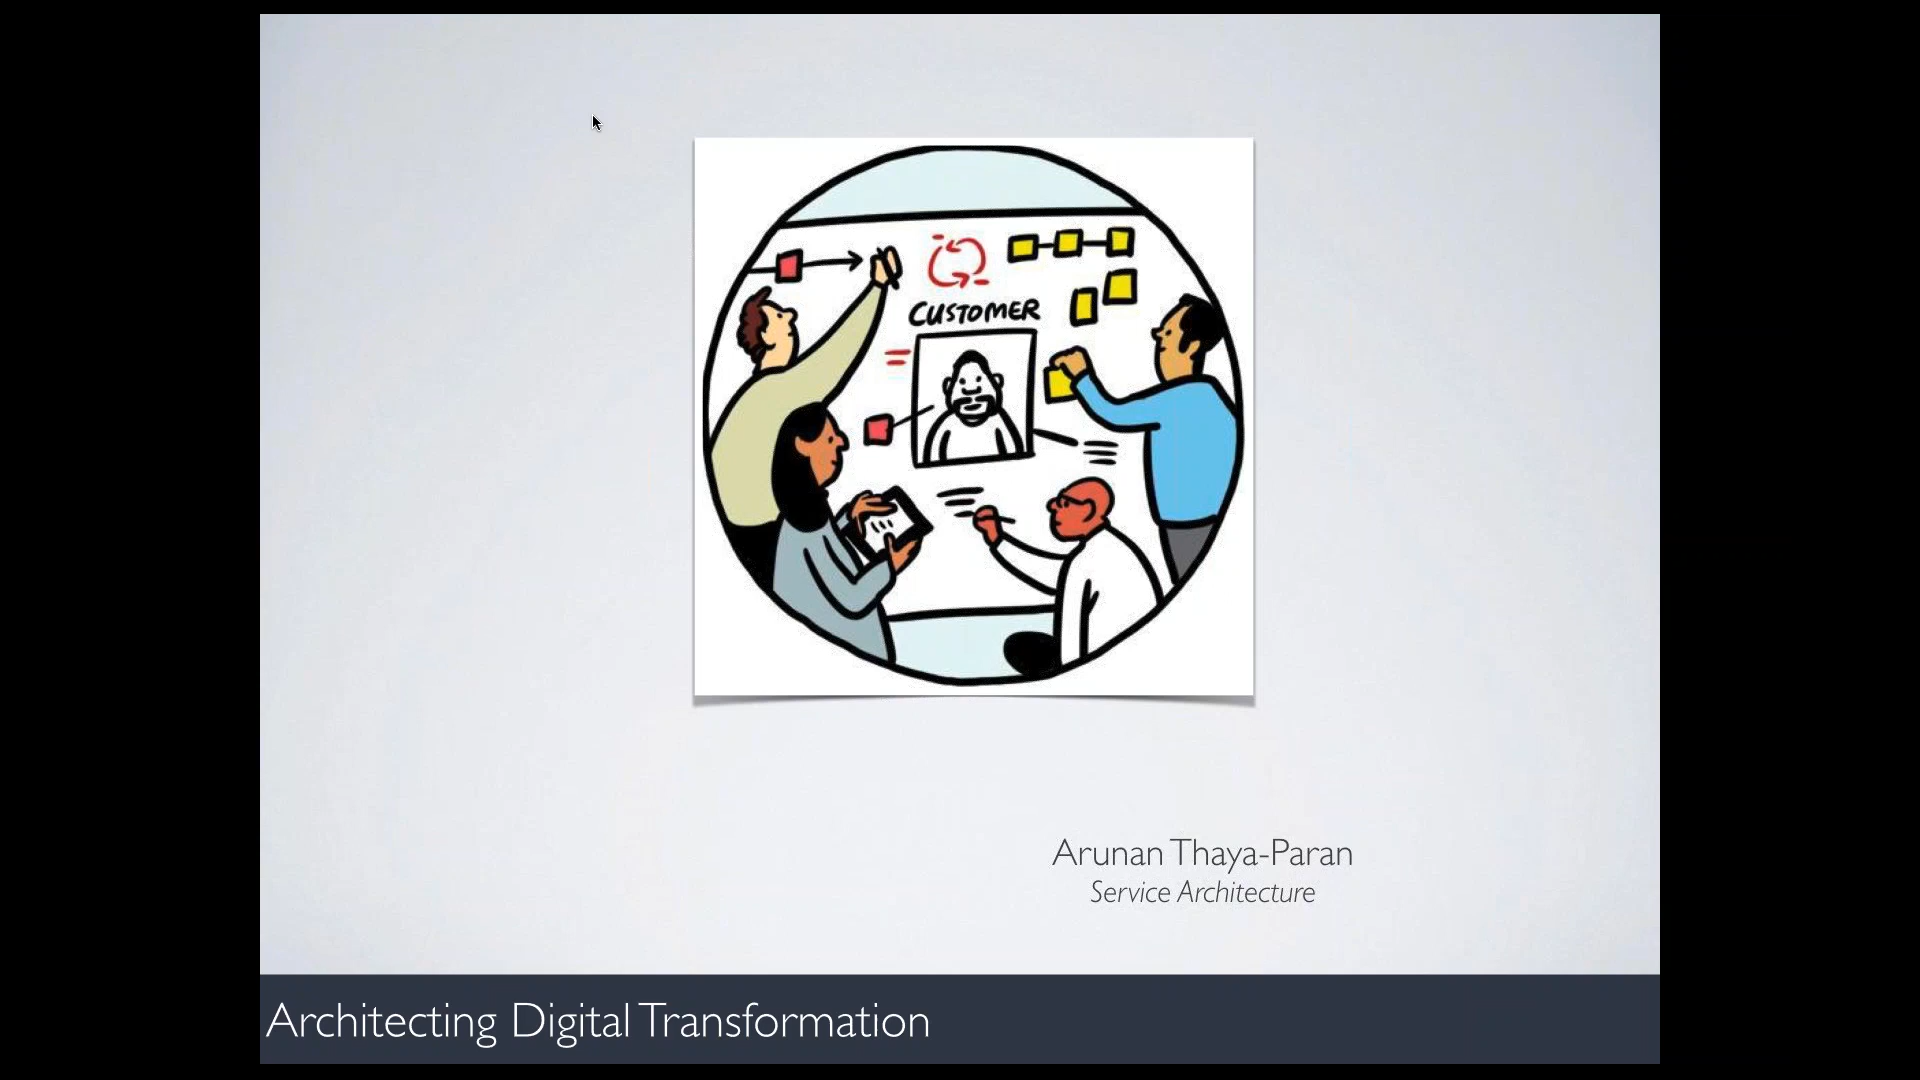 CUSTOMER
Arunan Thaya-Paran
Service Architecture
Architecting Digital Transformation